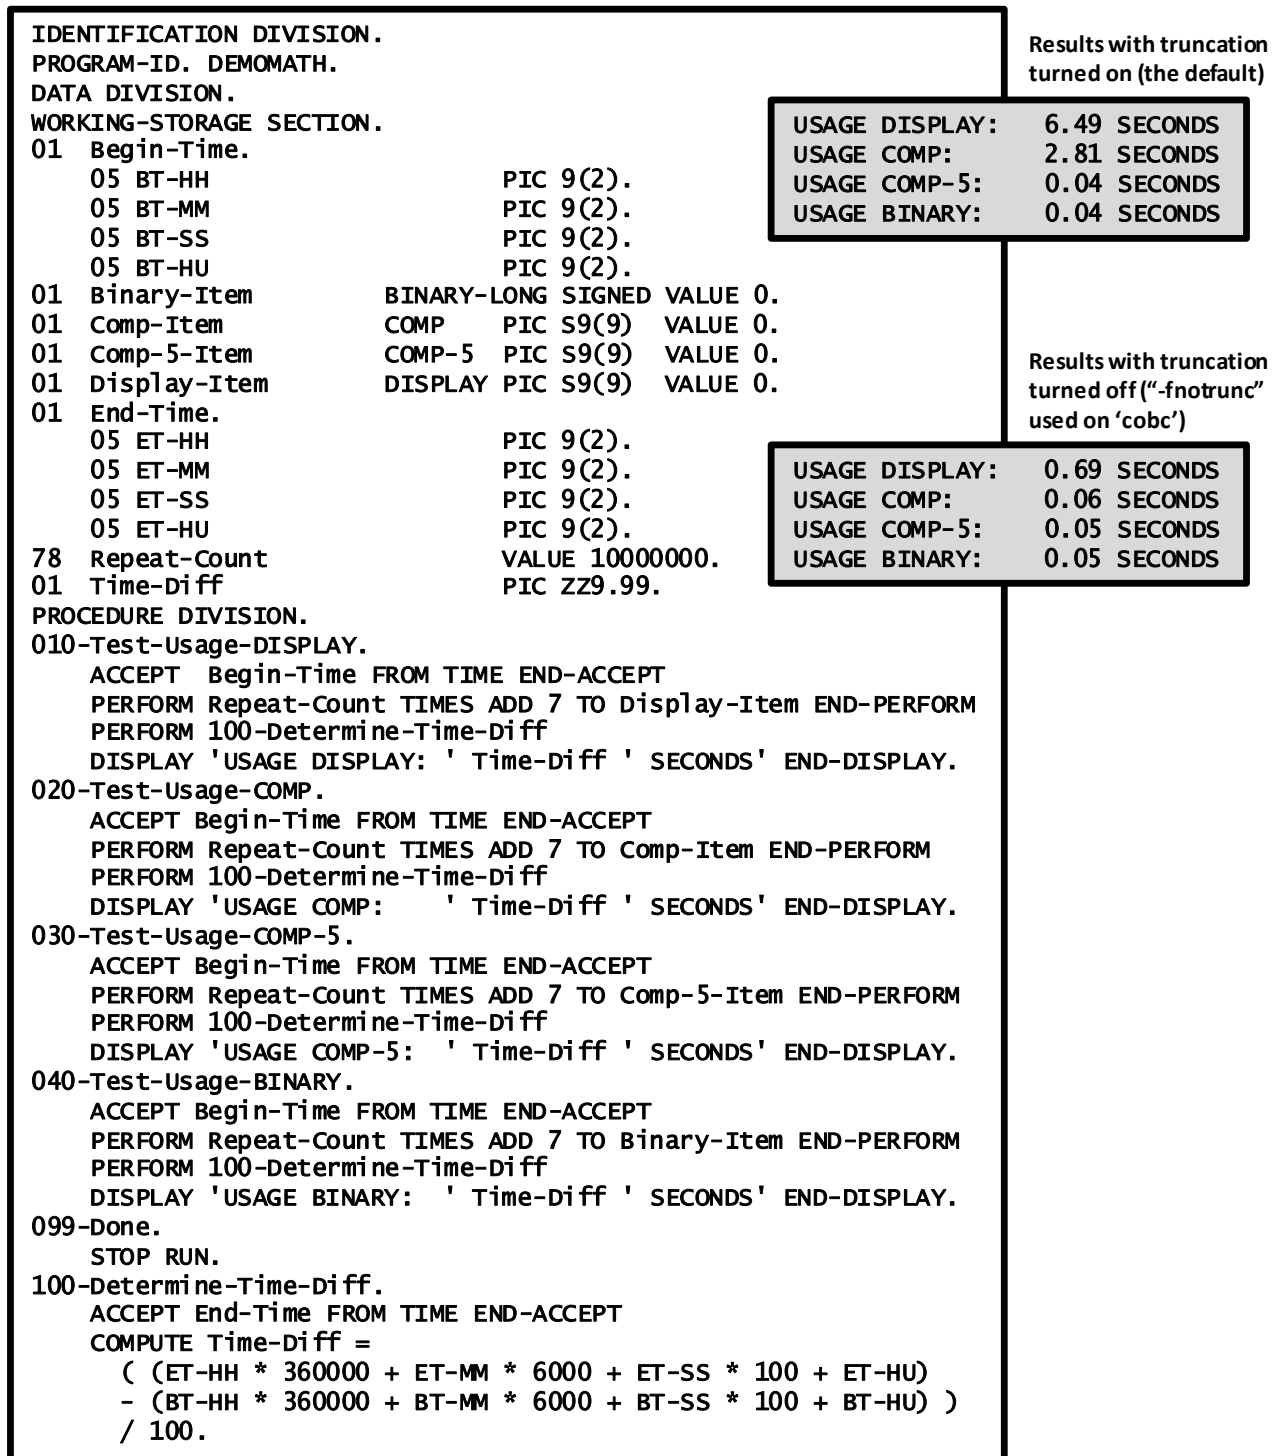 IDENTIFICATION DIVISION.
PROGRAM-ID. DEMOMATH.
DATA DIVISION.
WORKING-STORAGE SECTION.
01  Begin-Time.
    05 BT-HH                PIC 9(2).
    05 BT-MM                PIC 9(2).
    05 BT-SS                PIC 9(2).
    05 BT-HU                PIC 9(2).
01  Binary-Item         BINARY-LONG SIGNED VALUE 0.
01  Comp-Item           COMP    PIC S9(9)  VALUE 0.
01  Comp-5-Item         COMP-5  PIC S9(9)  VALUE 0.
01  Display-Item        DISPLAY PIC S9(9)  VALUE 0.
01  End-Time.
    05 ET-HH                PIC 9(2).
    05 ET-MM                PIC 9(2).
    05 ET-SS                PIC 9(2).
    05 ET-HU                PIC 9(2).
78  Repeat-Count            VALUE 10000000.
01  Time-Diff               PIC ZZ9.99.
PROCEDURE DIVISION.
010-Test-Usage-DISPLAY.
    ACCEPT  Begin-Time FROM TIME END-ACCEPT
    PERFORM Repeat-Count TIMES ADD 7 TO Display-Item END-PERFORM
    PERFORM 100-Determine-Time-Diff
    DISPLAY 'USAGE DISPLAY: ' Time-Diff ' SECONDS' END-DISPLAY.
020-Test-Usage-COMP.
    ACCEPT Begin-Time FROM TIME END-ACCEPT
    PERFORM Repeat-Count TIMES ADD 7 TO Comp-Item END-PERFORM
    PERFORM 100-Determine-Time-Diff
    DISPLAY 'USAGE COMP:    ' Time-Diff ' SECONDS' END-DISPLAY.
030-Test-Usage-COMP-5.
    ACCEPT Begin-Time FROM TIME END-ACCEPT
    PERFORM Repeat-Count TIMES ADD 7 TO Comp-5-Item END-PERFORM
    PERFORM 100-Determine-Time-Diff
    DISPLAY 'USAGE COMP-5:  ' Time-Diff ' SECONDS' END-DISPLAY.
040-Test-Usage-BINARY.
    ACCEPT Begin-Time FROM TIME END-ACCEPT
    PERFORM Repeat-Count TIMES ADD 7 TO Binary-Item END-PERFORM
    PERFORM 100-Determine-Time-Diff
    DISPLAY 'USAGE BINARY:  ' Time-Diff ' SECONDS' END-DISPLAY.
099-Done.
    STOP RUN.
100-Determine-Time-Diff.
    ACCEPT End-Time FROM TIME END-ACCEPT
    COMPUTE Time-Diff =
      ( (ET-HH * 360000 + ET-MM * 6000 + ET-SS * 100 + ET-HU)
      - (BT-HH * 360000 + BT-MM * 6000 + BT-SS * 100 + BT-HU) )
      / 100.
Results with truncation
turned on (the default)
USAGE DISPLAY:   6.49 SECONDS
USAGE COMP:      2.81 SECONDS
USAGE COMP-5:    0.04 SECONDS
USAGE BINARY:    0.04 SECONDS
Results with truncation
turned off (“-fnotrunc”
used on ‘cobc’)
USAGE DISPLAY:   0.69 SECONDS
USAGE COMP:      0.06 SECONDS
USAGE COMP-5:    0.05 SECONDS
USAGE BINARY:    0.05 SECONDS